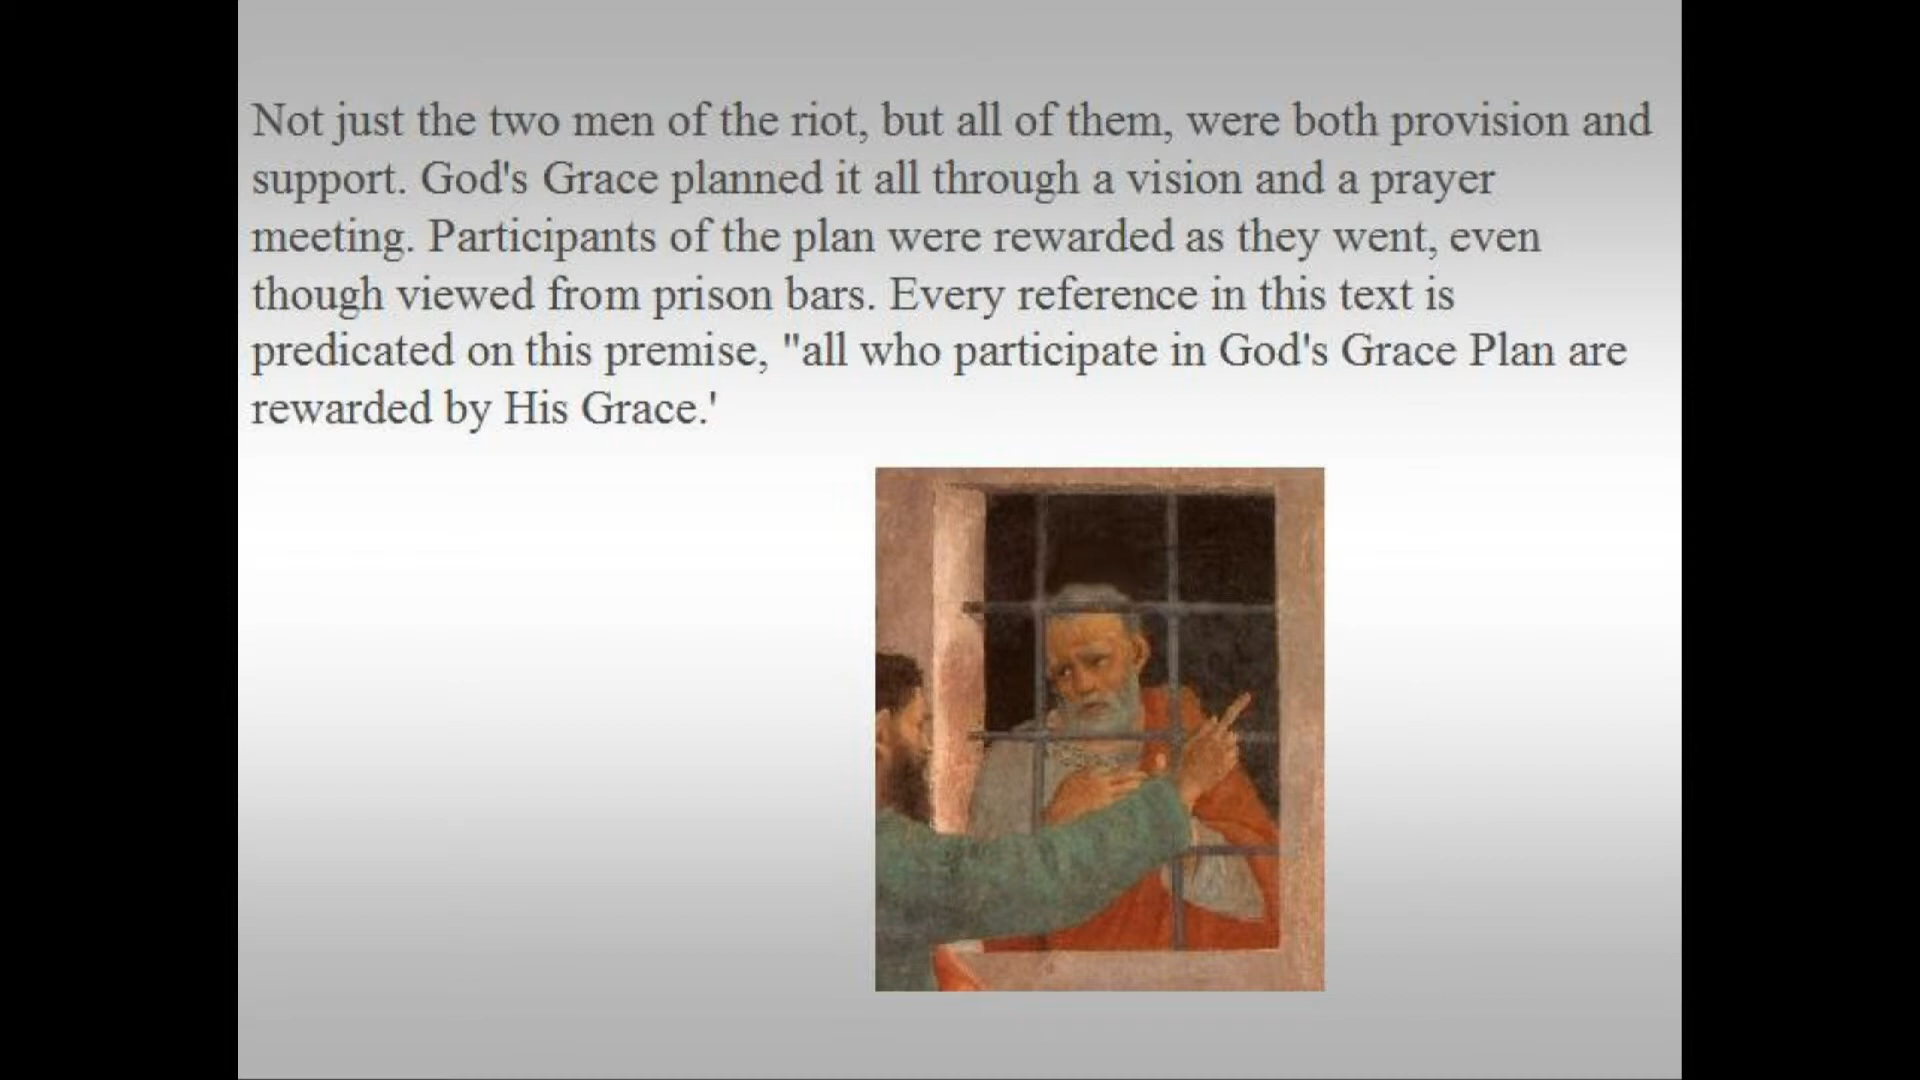 Not just the two men of the riot, but all of them, were both provision and
support. God's Grace planned it all through a vision and a prayer
meeting. Participants of the plan were rewarded as they went, even
though viewed from prison bars. Every reference in this text is
predicated on this premise, "all who participate in God's Grace Plan are
rewarded by His Grace.'